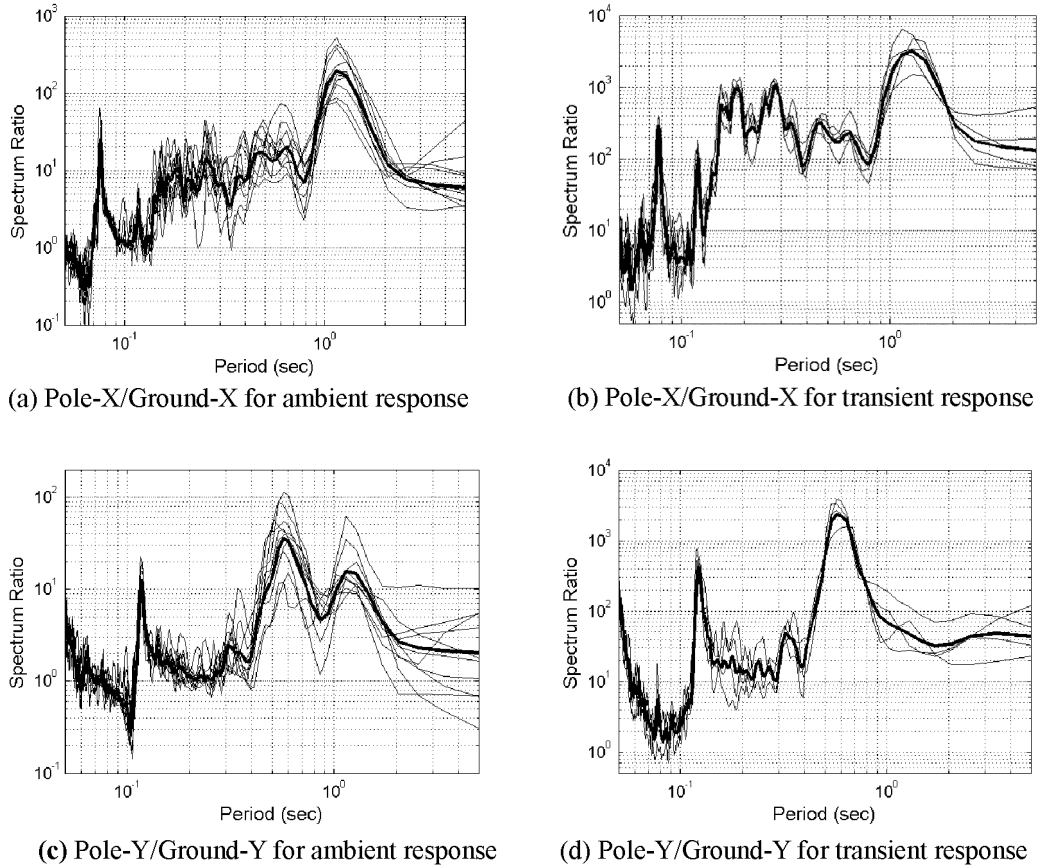 10^3
10^2
10^1
10^0
10^-1
Spectrum Ratio
10^-1
10^0
Period (sec)
(a) Pole-X/Ground-X for ambient response
10^4
10^3
10^2
10^1
10^0
Spectrum Ratio
10^-1
10^0
Period (sec)
(b) Pole-X/Ground-X for transient response
10^2
10^1
10^0
10^-1
Spectrum Ratio
10^-1
10^0
Period (sec)
(c) Pole-Y/Ground-Y for ambient response
10^4
10^3
10^2
10^1
10^0
Spectrum Ratio
10^-1
10^0
Period (sec)
(d) Pole-Y/Ground-Y for transient response